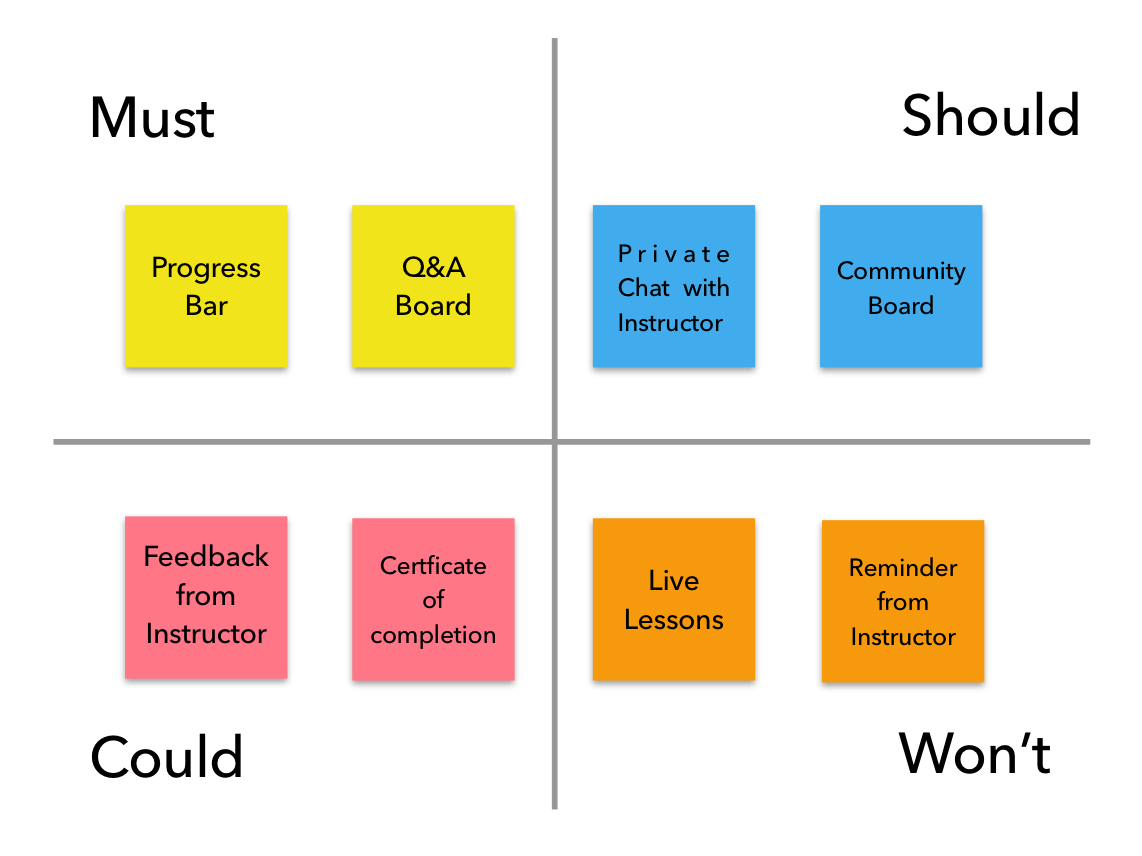 Must
Should
Progress
Bar
Q&A
Board
Private
Chat with
Instructor
Community
Board
Feedback
from
Instructor
Certficate
of
completion
Live
Lessons
Reminder
from
Instructor
Could
Won’t